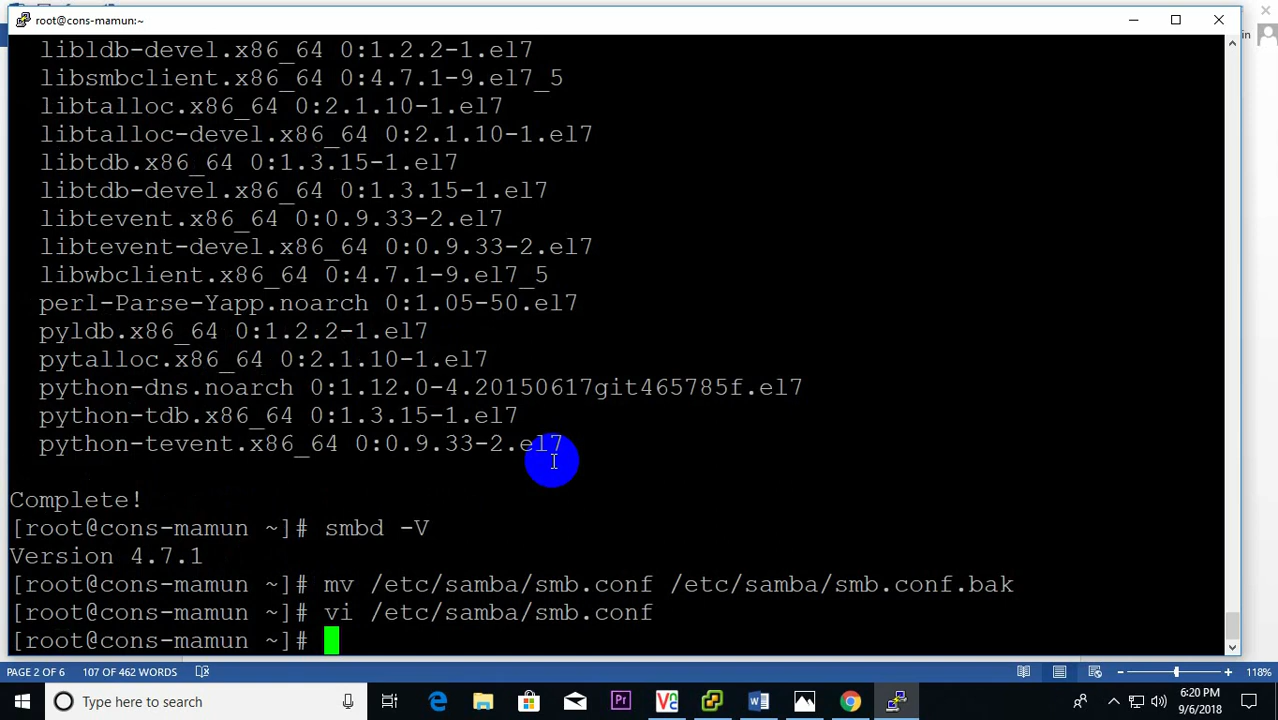 root@cons-mamun:~
in
libldb-devel.x86_64 0:1.2.2-1.el7
libsmbclient.x86_64 0:4.7.1-9.el7_5
libtalloc.x86_64 0:2.1.10-1.el7
libtalloc-devel.x86_64 0:2.1.10-1.el7
libtdb.x86_64 0:1.3.15-1.el7
libtdb-devel.x86_64 0:1.3.15-1.el7
libtevent.x86_64 0:0.9.33-2.el7
libtevent-devel.x86_64 0:0.9.33-2.el7
libwbclient.x86_64 0:4.7.1-9.el7_5
perl-Parse-Yapp.noarch 0:1.05-50.el7
pyldb.x86_64 0:1.2.2-1.el7
pytalloc.x86_64 0:2.1.10-1.el7
python-dns.noarch 0:1.12.0-4.20150617git465785f.el7
python-tdb.x86_64 0:1.3.15-1.el7
python-tevent.x86_64 0:0.9.33-2.el7
Complete!
[root@cons-mamun ~]# smbd -V
Version 4.7.1
[root@cons-mamun ~]# mv /etc/samba/smb.conf /etc/samba/smb.conf.bak
[root@cons-mamun ~]# vi /etc/samba/smb.conf
[root@cons-mamun ~]#
PAGE 2 OF 6 107 OF 462 WORDS 118%
Type here to search
Pr
6:20 PM
9/6/2018